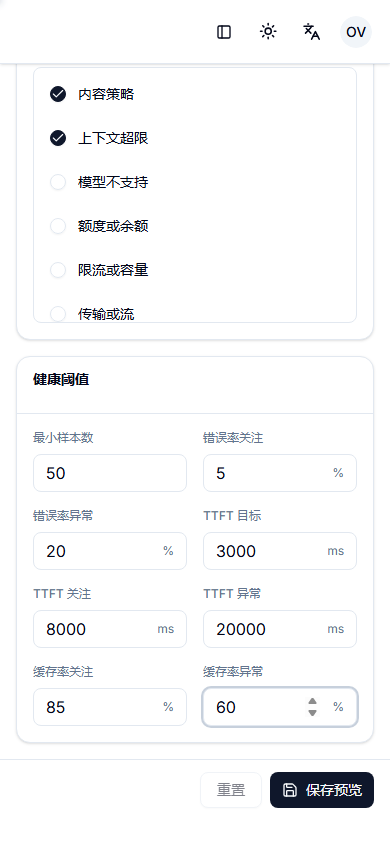 OV
内容策略
上下文超限
模型不支持
额度或余额
限流或容量
传输或流
健康阈值
最小样本数 错误率关注
50 5 %
错误率异常 TTFT 目标
20 % 3000 ms
TTFT 关注 TTFT 异常
8000 ms 20000 ms
缓存率关注 缓存率异常
85 % 60 %
重置 保存预览